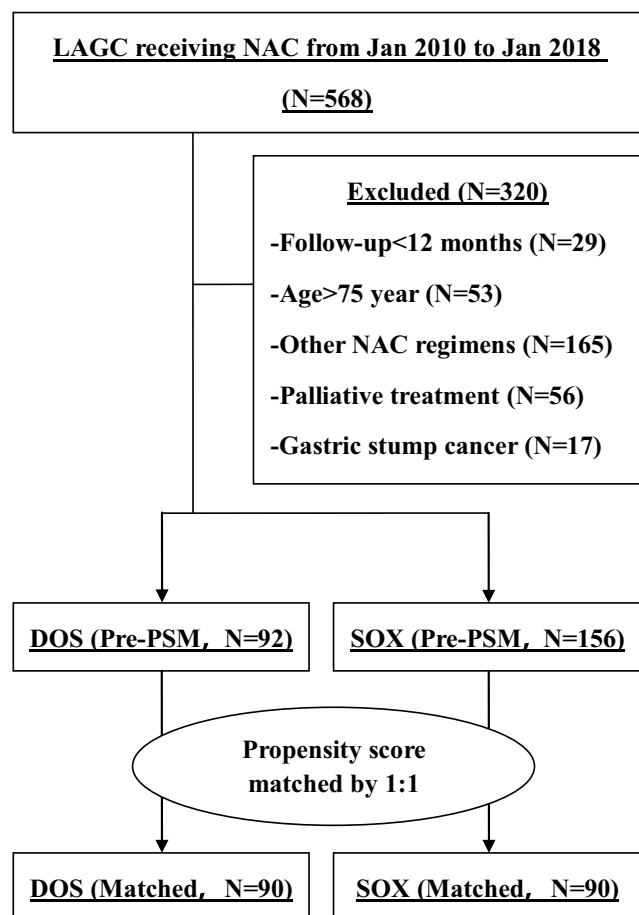 LAGC receiving NAC from Jan 2010 to Jan 2018
(N=568)
Excluded (N=320)
-Follow-up<12 months (N=29)
-Age>75 year (N=53)
-Other NAC regimens (N=165)
-Palliative treatment (N=56)
-Gastric stump cancer (N=17)
DOS (Pre-PSM, N=92)
SOX (Pre-PSM, N=156)
Propensity score
matched by 1:1
DOS (Matched, N=90)
SOX (Matched, N=90)